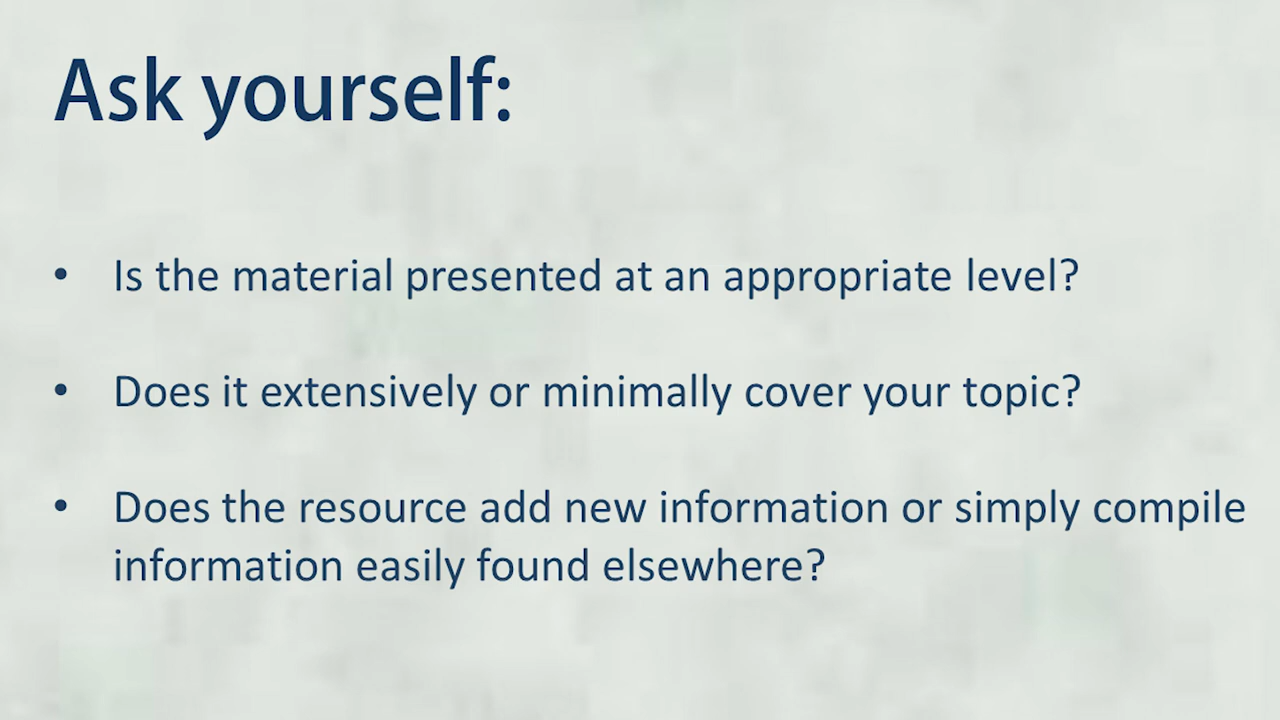 Ask yourself:
• Is the material presented at an appropriate level?
• Does it extensively or minimally cover your topic?
• Does the resource add new information or simply compile
information easily found elsewhere?